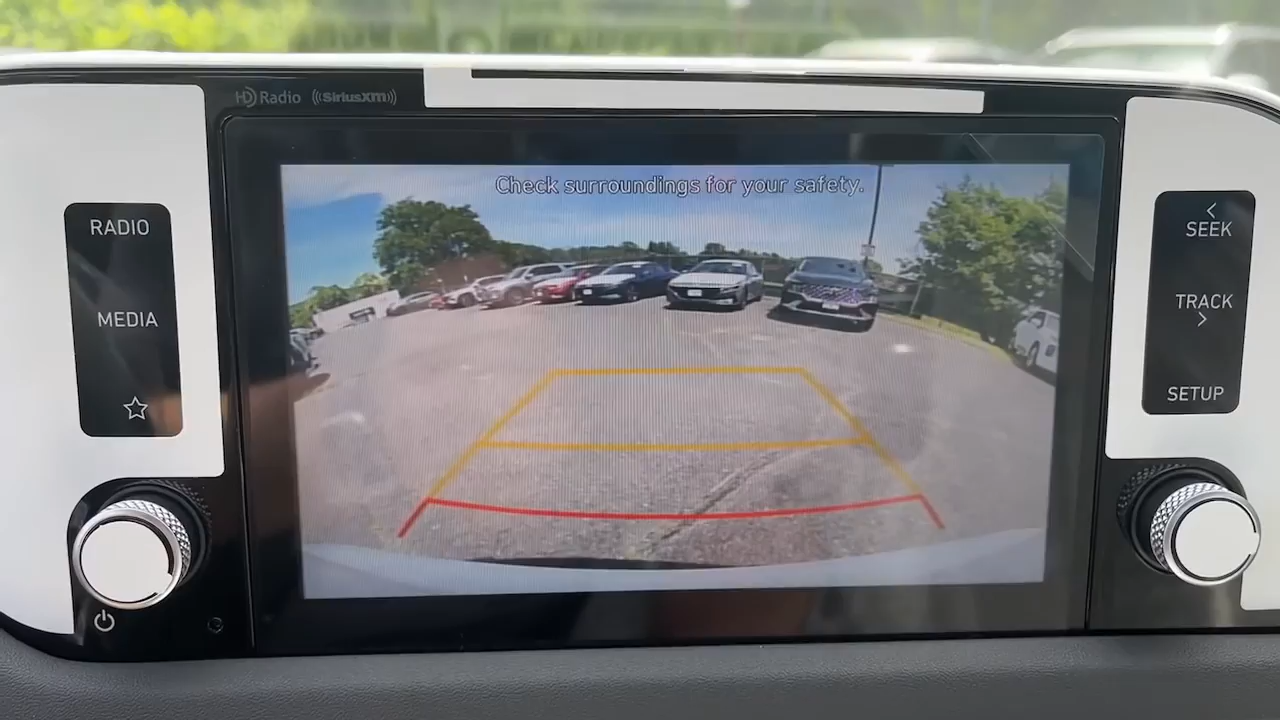 HD Radio
((SiriusXM))
Check surroundings for your safety.
RADIO
MEDIA
SEEK
TRACK
SETUP